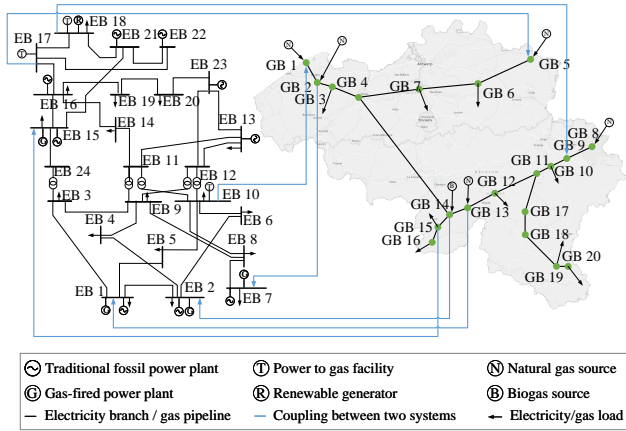 EB 18
EB 17
EB 21
EB 22
EB 23
EB 16
EB 19
EB 20
EB 15
EB 14
EB 13
EB 24
EB 11
EB 12
EB 3
EB 9
EB 10
EB 4
EB 6
EB 5
EB 8
EB 1
EB 2
EB 7
GB 1
GB 2
GB 3
GB 4
GB 7
GB 6
GB 5
GB 8
GB 9
GB 10
GB 11
GB 12
GB 13
GB 14
GB 15
GB 16
GB 17
GB 18
GB 19
GB 20
T R
T
G
G
G
G
T
N
N
N
N
N
B
Traditional fossil power plant
T Power to gas facility
N Natural gas source
G Gas-fired power plant
R Renewable generator
B Biogas source
Electricity branch / gas pipeline
Coupling between two systems
Electricity/gas load